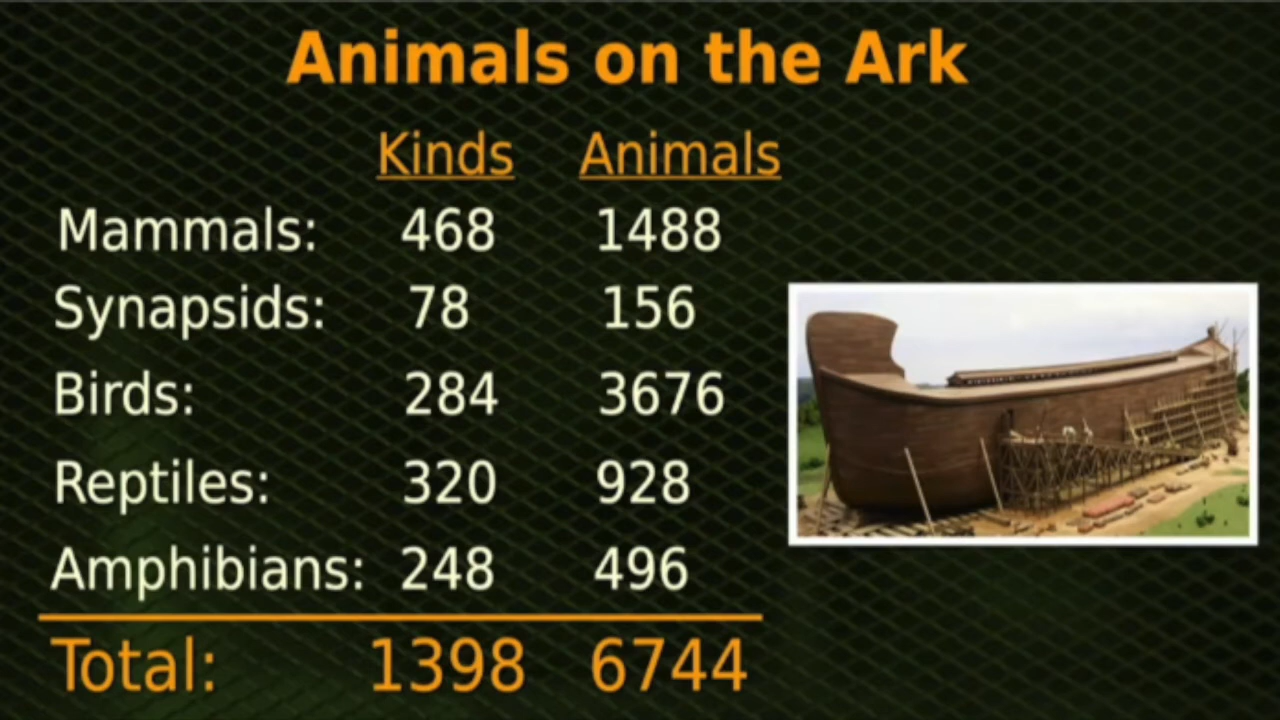 Animals on the Ark
Kinds Animals
Mammals: 468 1488
Synapsids: 78 156
Birds: 284 3676
Reptiles: 320 928
Amphibians: 248 496
Total: 1398 6744